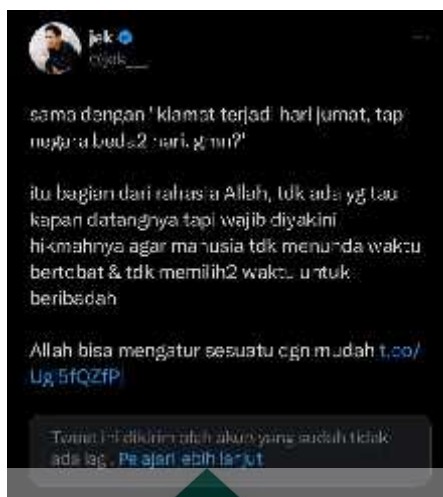 jek
@jek__
sama dengan "kiamat terjadi hari jumat, tap
negara beda2 hari. gmn?"
itu bagian dari rahasia Allah, tdk ada yg tau
kapan datangnya tapi wajib diyakini
hikmahnya agar manusia tdk menunda waktu
bertobat & tdk memilih2 waktu untuk
beribadah
Allah bisa mengatur sesuatu dgn mudah t.co/
Tweet ini dikirim oleh akun yang sudah tidak
ada lagi. Pelajari lebih lanjut